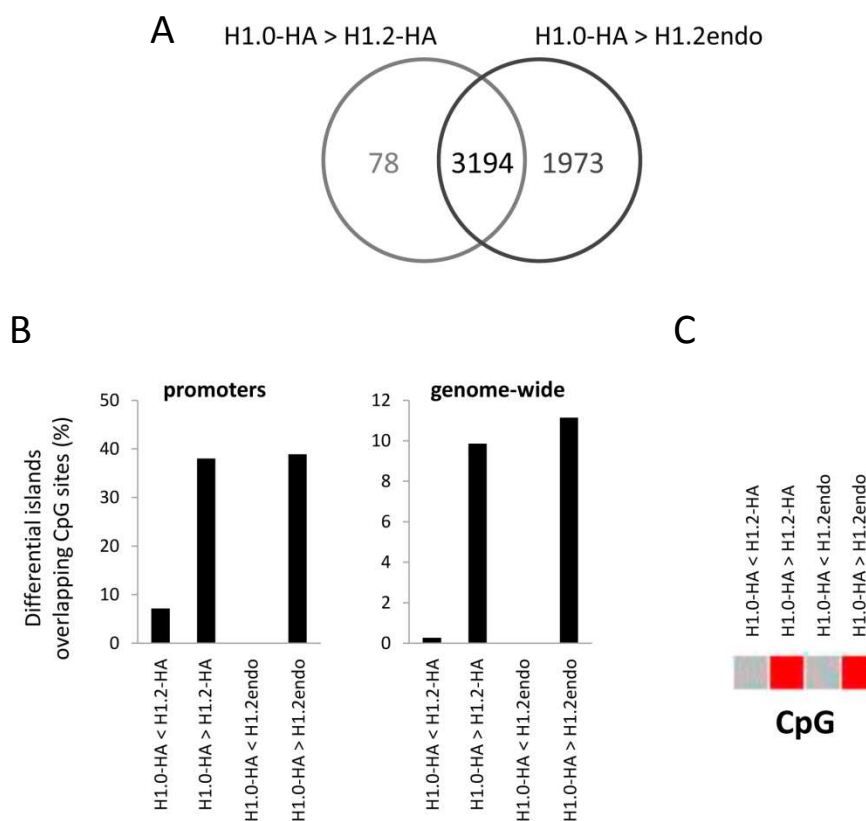 A
H1.0-HA > H1.2-HA
H1.0-HA > H1.2endo
78
3194
1973
B
C
promoters
genome-wide
Differential islands
overlapping CpG sites (%)
50
40
30
20
10
0
12
10
8
6
4
2
0
H1.0-HA < H1.2-HA
H1.0-HA > H1.2-HA
H1.0-HA < H1.2endo
H1.0-HA > H1.2endo
H1.0-HA < H1.2-HA
H1.0-HA > H1.2-HA
H1.0-HA < H1.2endo
H1.0-HA > H1.2endo
H1.0-HA < H1.2-HA
H1.0-HA > H1.2-HA
H1.0-HA < H1.2endo
H1.0-HA > H1.2endo
CpG